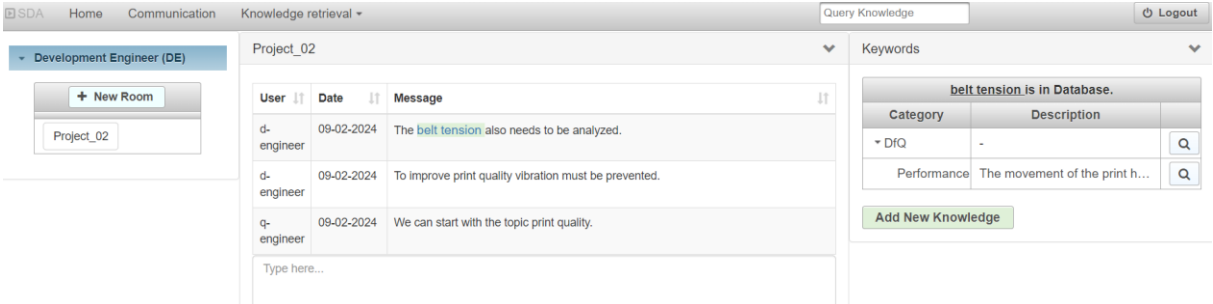 SDA Home Communication Knowledge retrieval Query Knowledge Logout
Development Engineer (DE)
+ New Room
Project_02
Project_02
User Date Message
d-engineer 09-02-2024 The belt tension also needs to be analyzed.
d-engineer 09-02-2024 To improve print quality vibration must be prevented.
q-engineer 09-02-2024 We can start with the topic print quality.
Type here...
Keywords
belt tension is in Database.
Category Description
DfQ -
Performance The movement of the print h...
Add New Knowledge